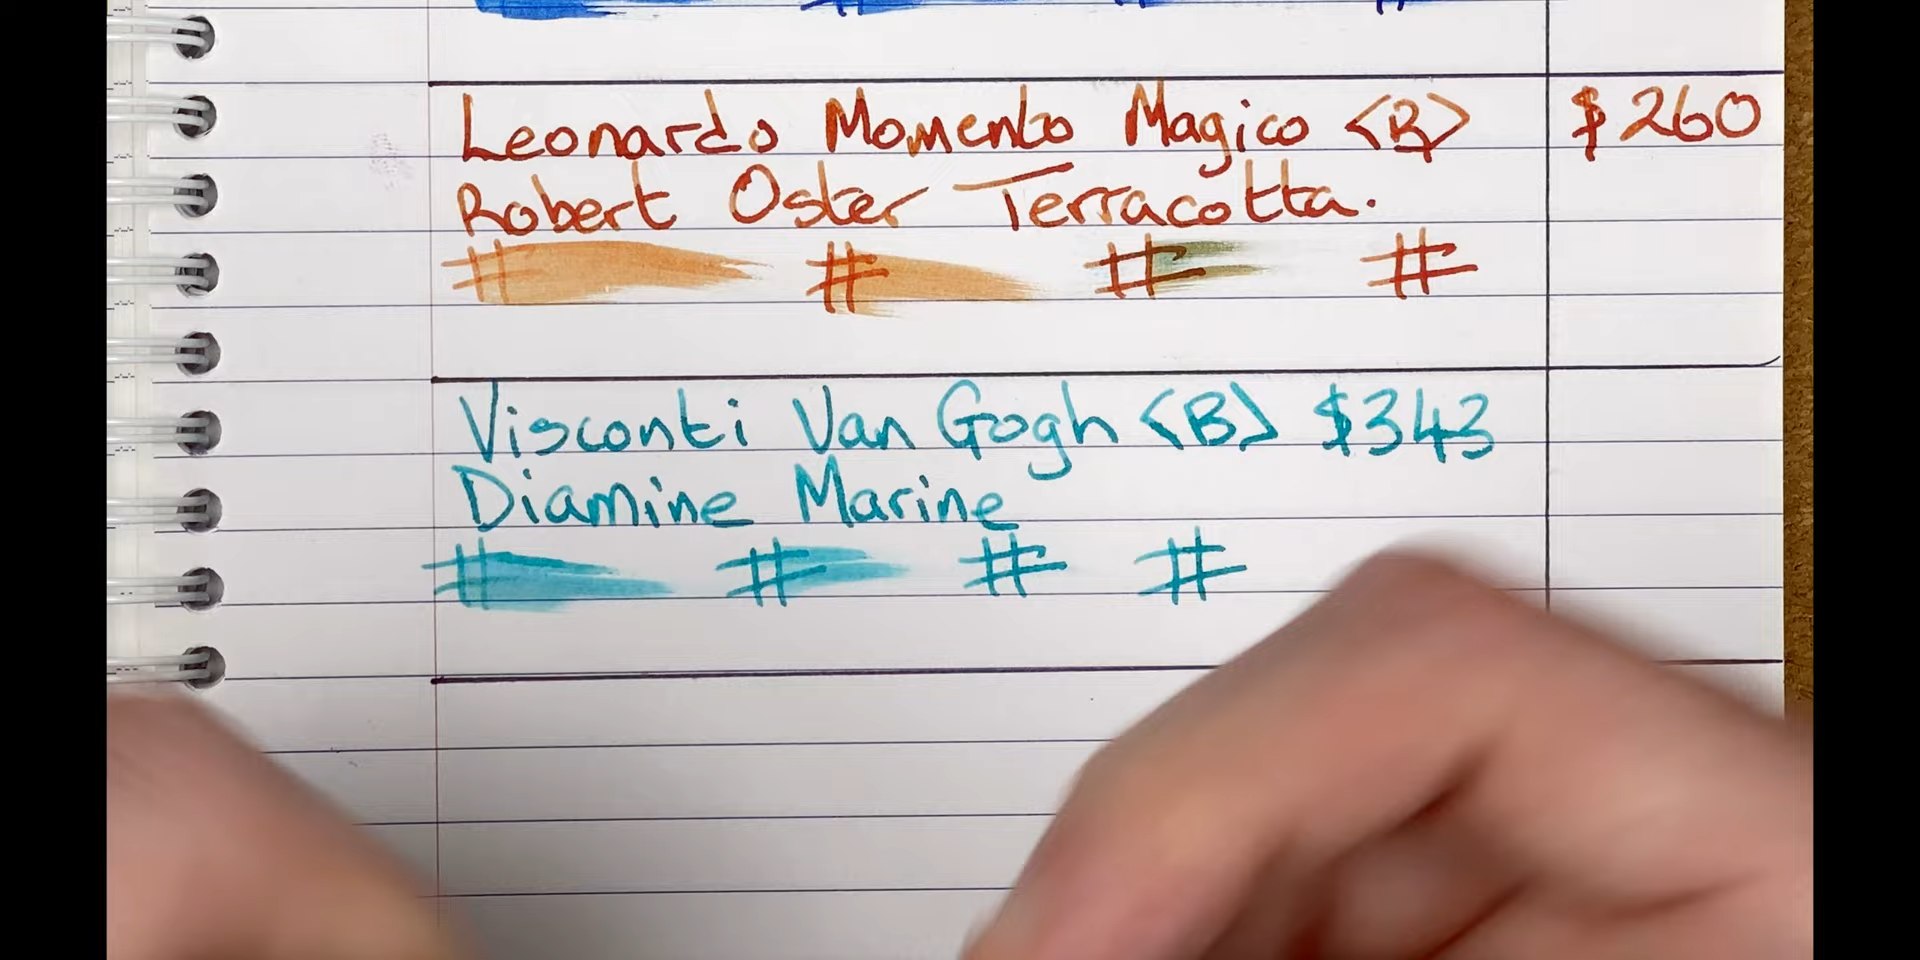 Leonardo Momento Magico <B> $260
Robert Oster Terracotta.
# # # #
Visconti Van Gogh <B> $343
Diamine Marine
# # # #